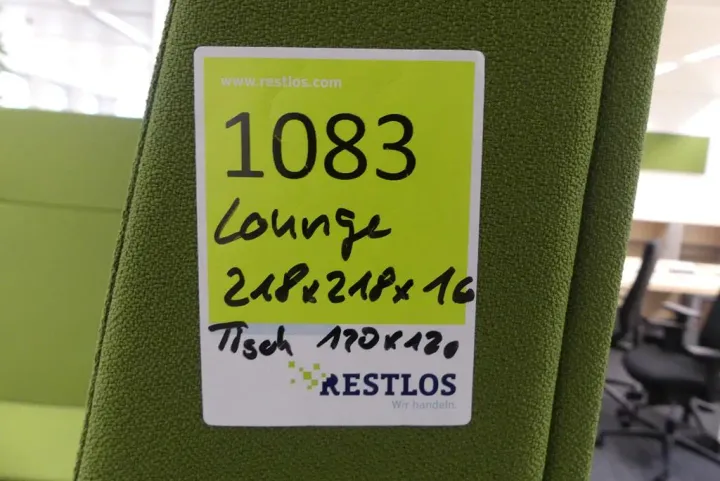 www.restlos.com
1083
Lounge
218x218x16
Tisch 120x120
RESTLOS
Wir handeln.